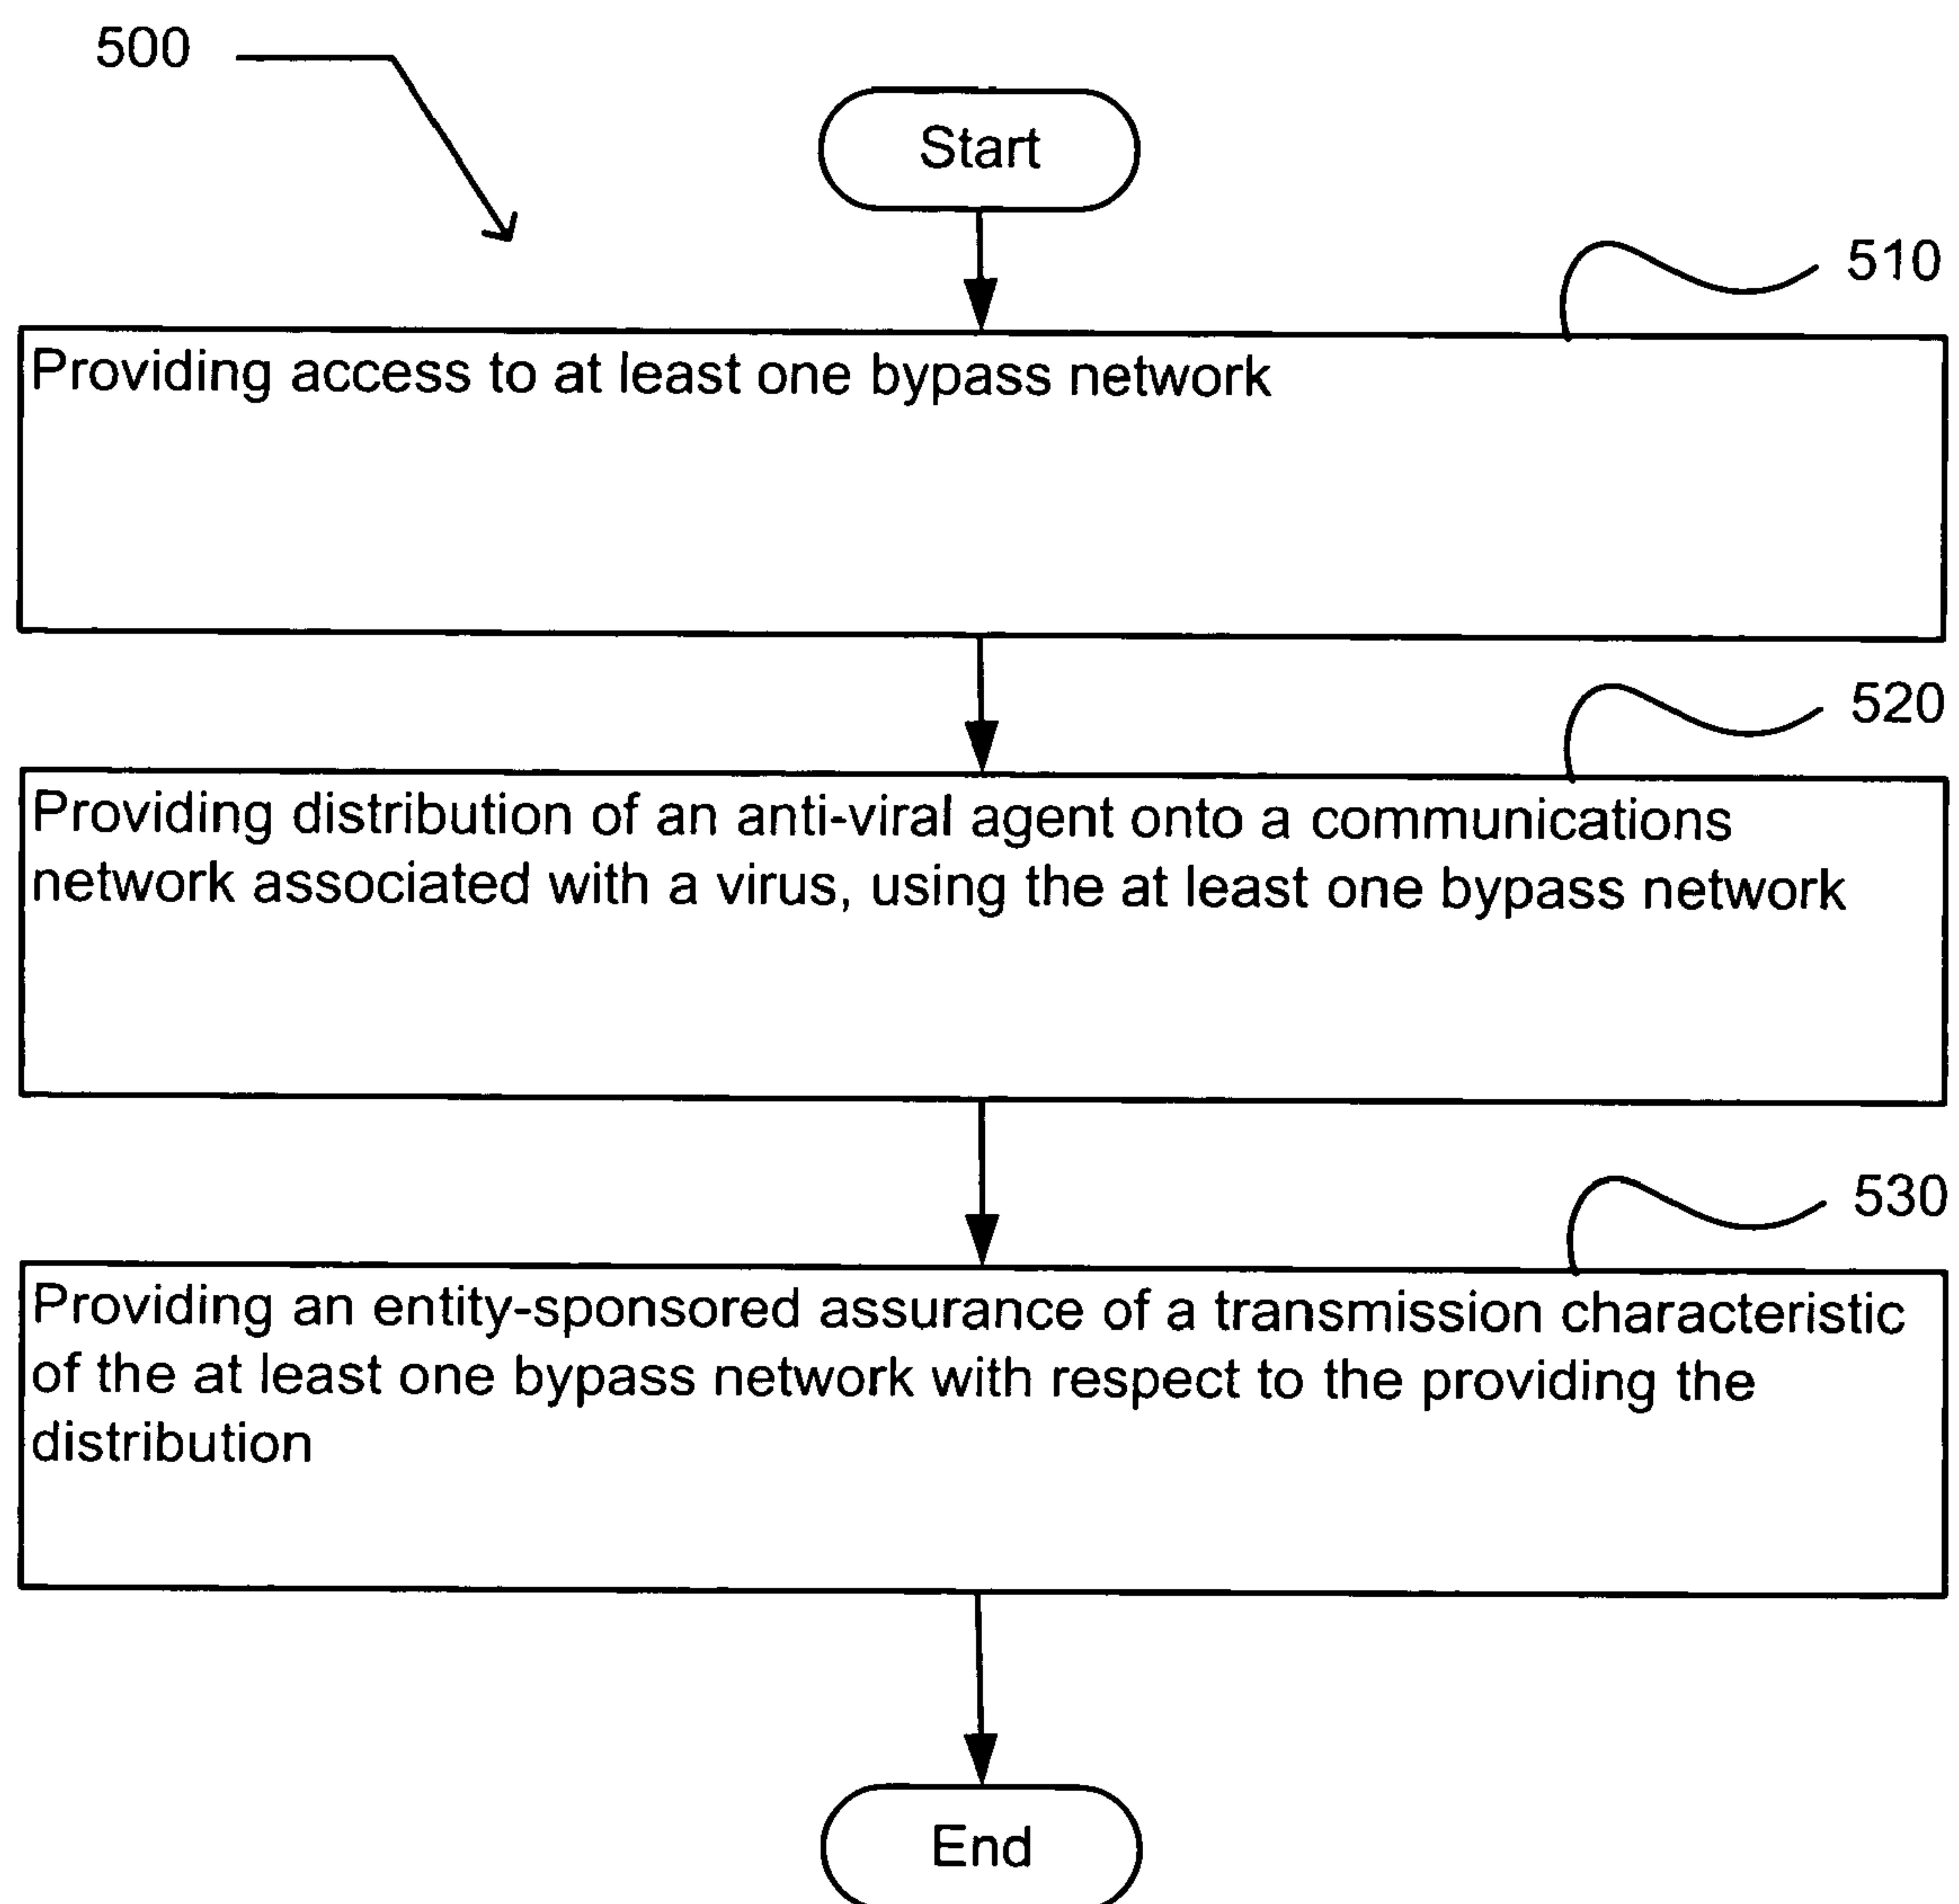 500
Start
510
Providing access to at least one bypass network
520
Providing distribution of an anti-viral agent onto a communications
network associated with a virus, using the at least one bypass network
530
Providing an entity-sponsored assurance of a transmission characteristic
of the at least one bypass network with respect to the providing the
distribution
End